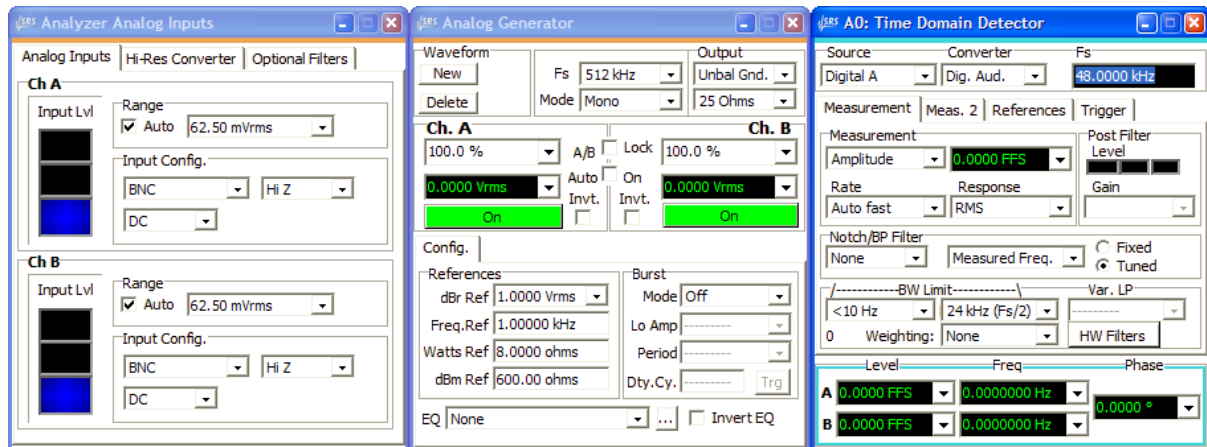 SRS Analyzer Analog Inputs
Analog Inputs Hi-Res Converter Optional Filters
Ch A
Input Lvl
Range
Auto 62.50 mVrms
Input Config.
BNC Hi Z
DC
Ch B
Input Lvl
Range
Auto 62.50 mVrms
Input Config.
BNC Hi Z
DC
SRS Analog Generator
Waveform
New
Delete
Fs 512 kHz
Mode Mono
Output
Unbal Gnd.
25 Ohms
Ch. A Ch. B
100.0 % A/B Lock 100.0 %
Auto On
0.0000 Vrms Invt. Invt. 0.0000 Vrms
On On
Config.
References
dBr Ref 1.0000 Vrms
Freq.Ref 1.00000 kHz
Watts Ref 8.0000 ohms
dBm Ref 600.00 ohms
Burst
Mode Off
Lo Amp ---------
Period ---------
Dty.Cy. --------- Trg
EQ None ... Invert EQ
SRS A0: Time Domain Detector
Source Converter Fs
Digital A Dig. Aud. 48.0000 kHz
Measurement Meas. 2 References Trigger
Measurement
Amplitude 0.0000 FFS
Rate Response
Auto fast RMS
Post Filter
Level
Gain
Notch/BP Filter
None Measured Freq. Fixed
Tuned
/------------BW Limit------------\ Var. LP
<10 Hz 24 kHz (Fs/2) ---------
0 Weighting: None HW Filters
Level Freq Phase
A 0.0000 FFS 0.0000000 Hz
0.0000 °
B 0.0000 FFS 0.0000000 Hz